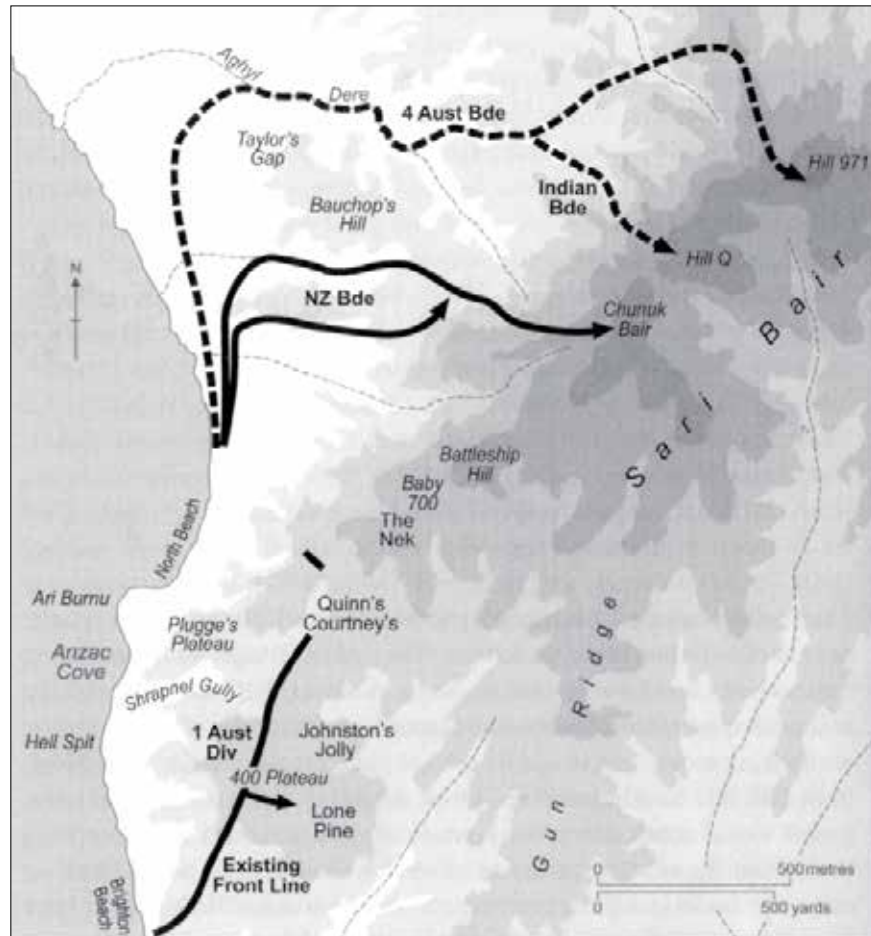 Aghyl
Dere
4 Aust Bde
Taylor's
Gap
Hill 971
Indian
Bde
Bauchop's
Hill
Hill Q
N
NZ Bde
Chunuk
Bair
Sari Bair
Battleship
Hill
Baby
700
The
Nek
North Beach
Ari Burnu
Quinn's
Courtney's
Plugge's
Plateau
Anzac
Cove
Shrapnel Gully
Gun Ridge
Hell Spit
1 Aust
Div
Johnston's
Jolly
400 Plateau
Lone
Pine
Existing
Front Line
Brighton
Beach
0 500 metres
0 500 yards